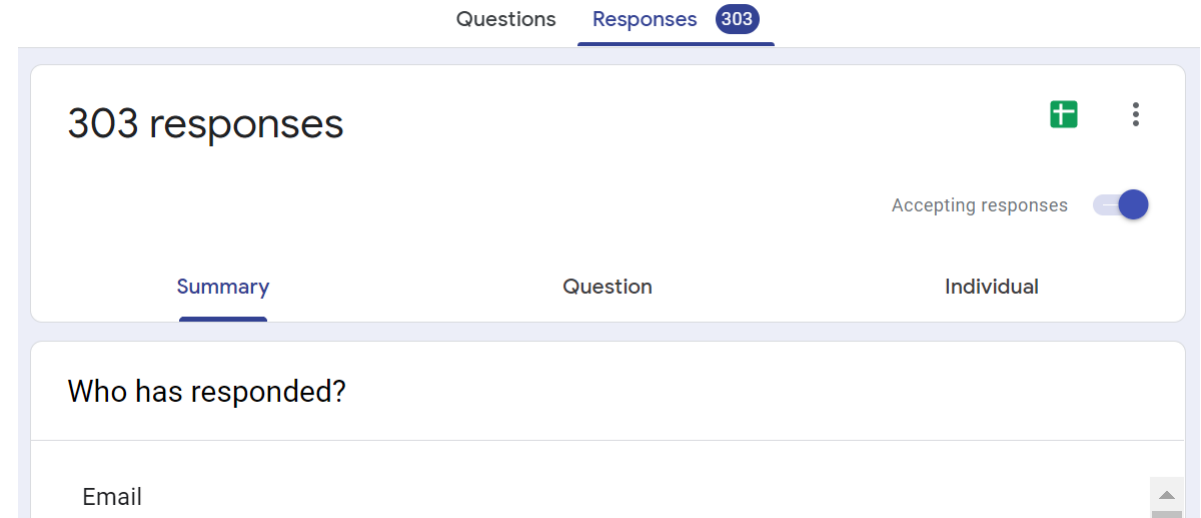 Questions Responses 303
303 responses
Accepting responses
Summary Question Individual
Who has responded?
Email